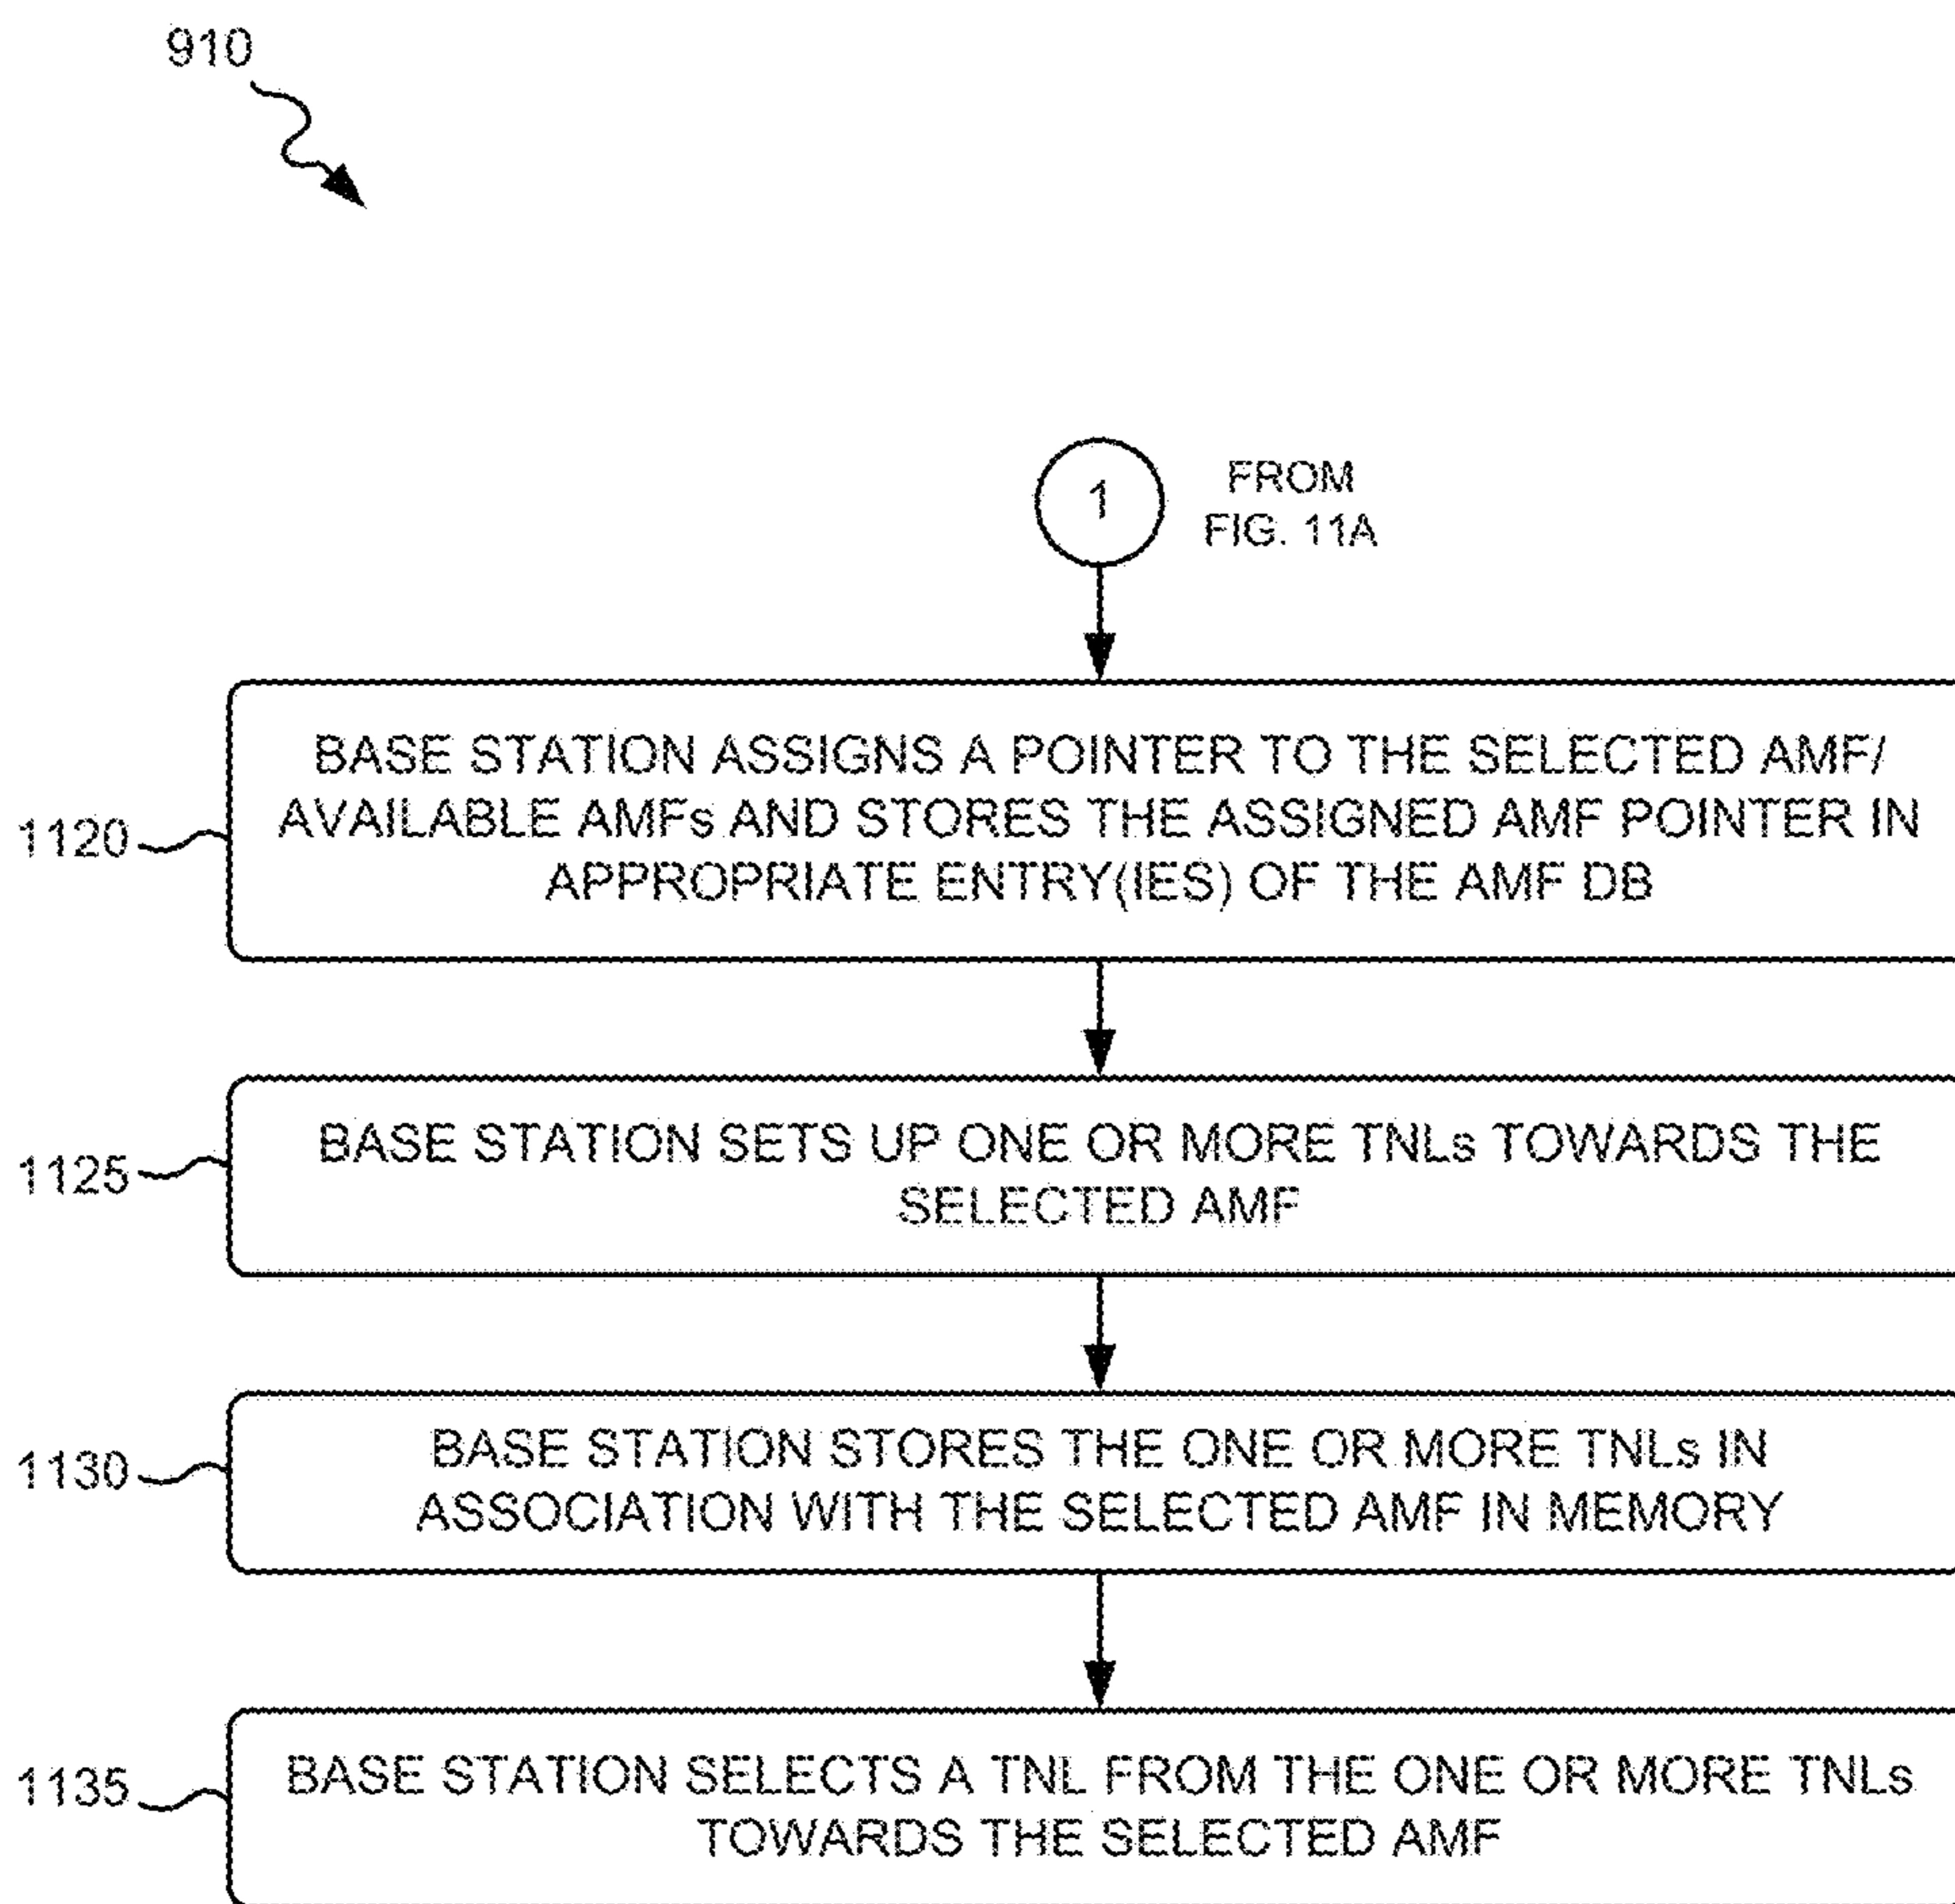 910
1
FROM
FIG. 11A
BASE STATION ASSIGNS A POINTER TO THE SELECTED AMF/
AVAILABLE AMFs AND STORES THE ASSIGNED AMF POINTER IN
APPROPRIATE ENTRY(IES) OF THE AMF DB
1120
BASE STATION SETS UP ONE OR MORE TNLs TOWARDS THE
SELECTED AMF
1125
BASE STATION STORES THE ONE OR MORE TNLs IN
ASSOCIATION WITH THE SELECTED AMF IN MEMORY
1130
BASE STATION SELECTS A TNL FROM THE ONE OR MORE TNLs
TOWARDS THE SELECTED AMF
1135